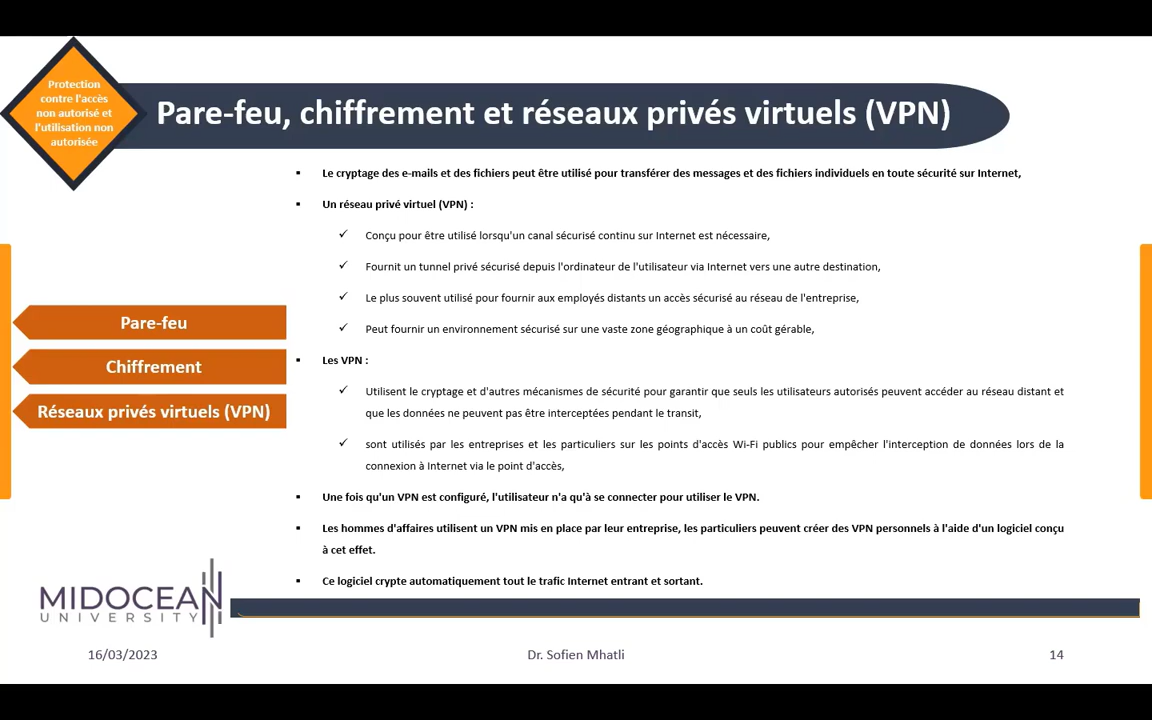 Protection
contre l'accès
non autorisé et
l'utilisation non
autorisée
Pare-feu, chiffrement et réseaux privés virtuels (VPN)
Pare-feu
Chiffrement
Réseaux privés virtuels (VPN)
▪ Le cryptage des e-mails et des fichiers peut être utilisé pour transférer des messages et des fichiers individuels en toute sécurité sur Internet,
▪ Un réseau privé virtuel (VPN) :
✓ Conçu pour être utilisé lorsqu'un canal sécurisé continu sur Internet est nécessaire,
✓ Fournit un tunnel privé sécurisé depuis l'ordinateur de l'utilisateur via Internet vers une autre destination,
✓ Le plus souvent utilisé pour fournir aux employés distants un accès sécurisé au réseau de l'entreprise,
✓ Peut fournir un environnement sécurisé sur une vaste zone géographique à un coût gérable,
▪ Les VPN :
✓ Utilisent le cryptage et d'autres mécanismes de sécurité pour garantir que seuls les utilisateurs autorisés peuvent accéder au réseau distant et
que les données ne peuvent pas être interceptées pendant le transit,
✓ sont utilisés par les entreprises et les particuliers sur les points d'accès Wi-Fi publics pour empêcher l'interception de données lors de la
connexion à Internet via le point d'accès,
▪ Une fois qu'un VPN est configuré, l'utilisateur n'a qu'à se connecter pour utiliser le VPN.
▪ Les hommes d'affaires utilisent un VPN mis en place par leur entreprise, les particuliers peuvent créer des VPN personnels à l'aide d'un logiciel conçu
à cet effet.
▪ Ce logiciel crypte automatiquement tout le trafic Internet entrant et sortant.
MIDOCEAN
UNIVERSITY
16/03/2023
Dr. Sofien Mhatli
14